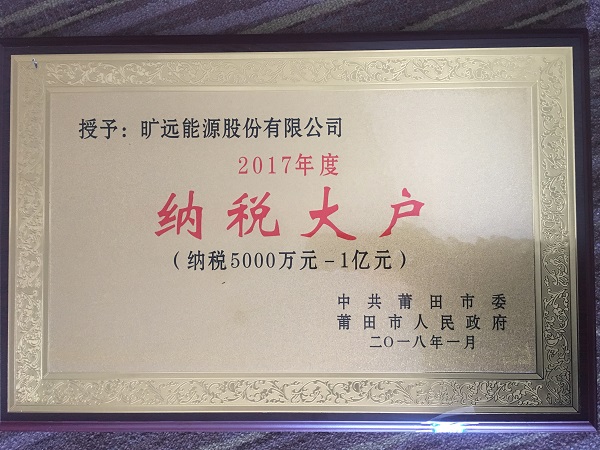 授予：旷远能源股份有限公司
2017年度
纳税大户
（纳税5000万元－1亿元）
中共莆田市委
莆田市人民政府
二〇一八年一月